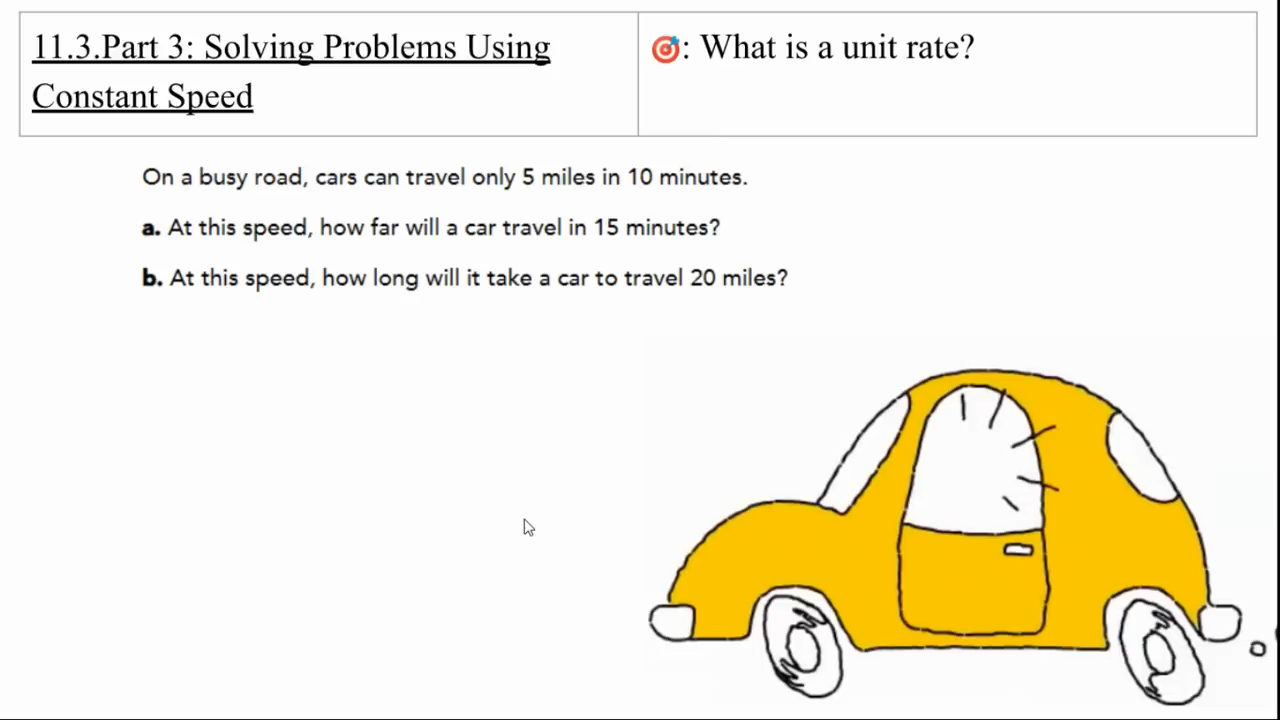 11.3.Part 3: Solving Problems Using
Constant Speed
🎯: What is a unit rate?
On a busy road, cars can travel only 5 miles in 10 minutes.
a. At this speed, how far will a car travel in 15 minutes?
b. At this speed, how long will it take a car to travel 20 miles?